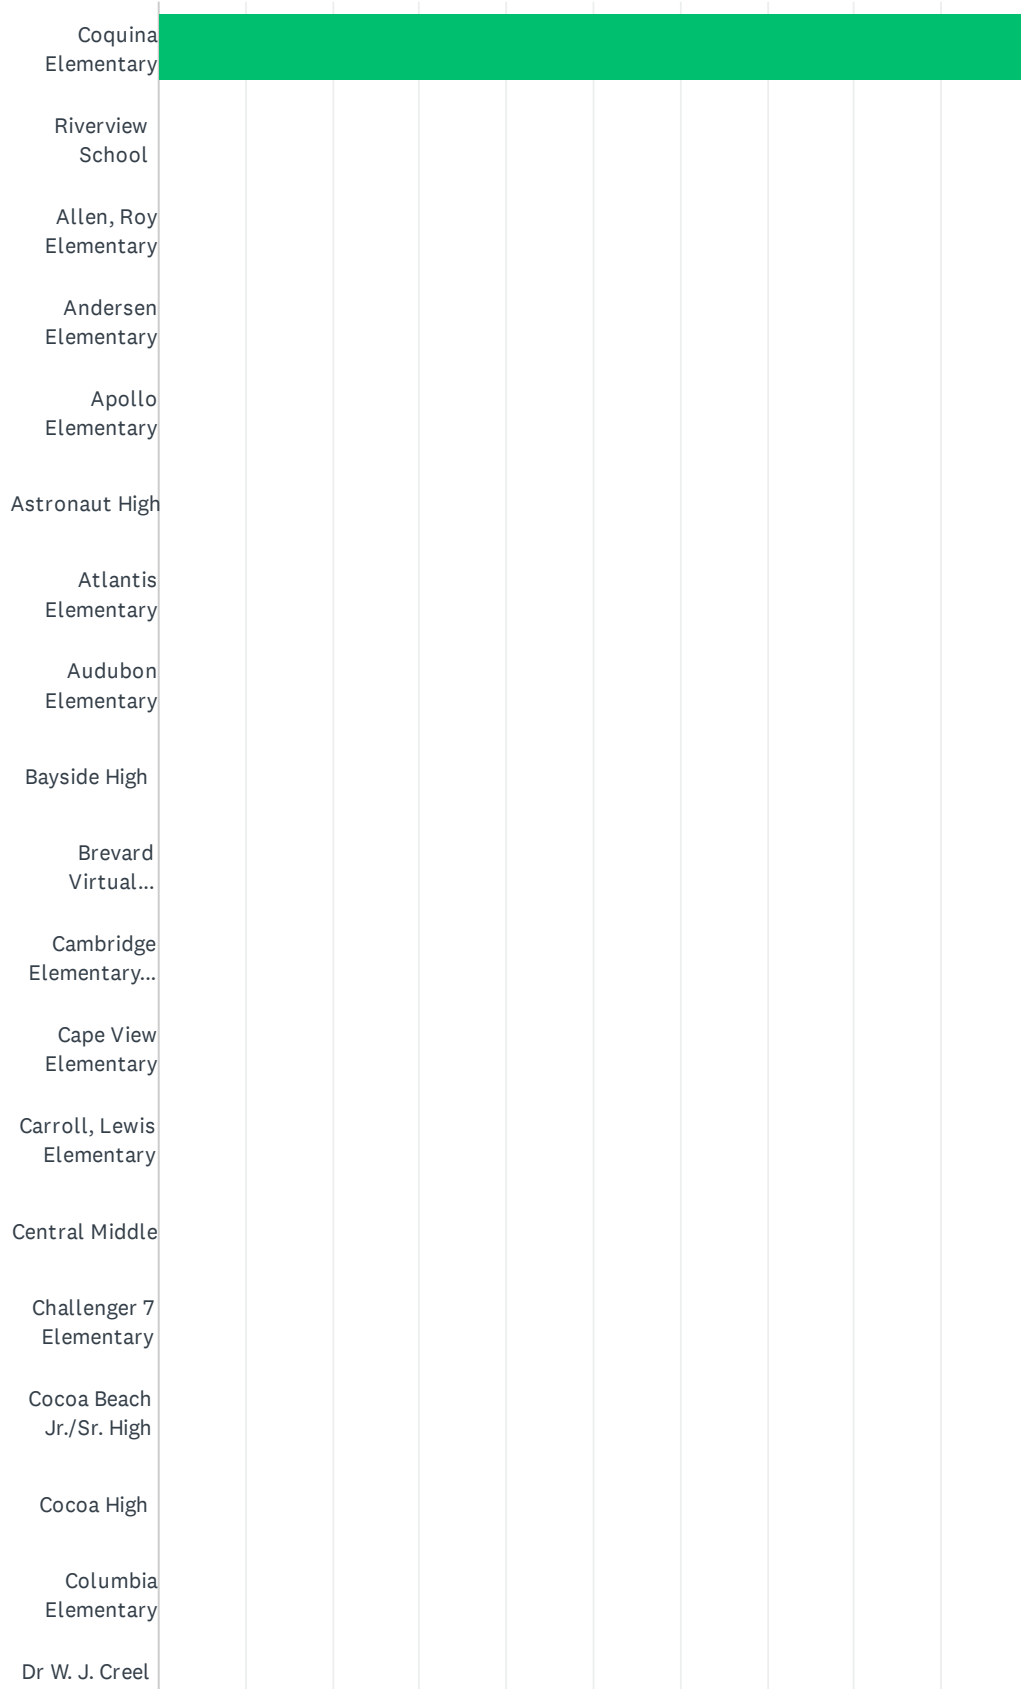 Coquina
Elementary
Riverview
School
Allen, Roy
Elementary
Andersen
Elementary
Apollo
Elementary
Astronaut High
Atlantis
Elementary
Audubon
Elementary
Bayside High
Brevard
Virtual...
Cambridge
Elementary...
Cape View
Elementary
Carroll, Lewis
Elementary
Central Middle
Challenger 7
Elementary
Cocoa Beach
Jr./Sr. High
Cocoa High
Columbia
Elementary
Dr W. J. Creel